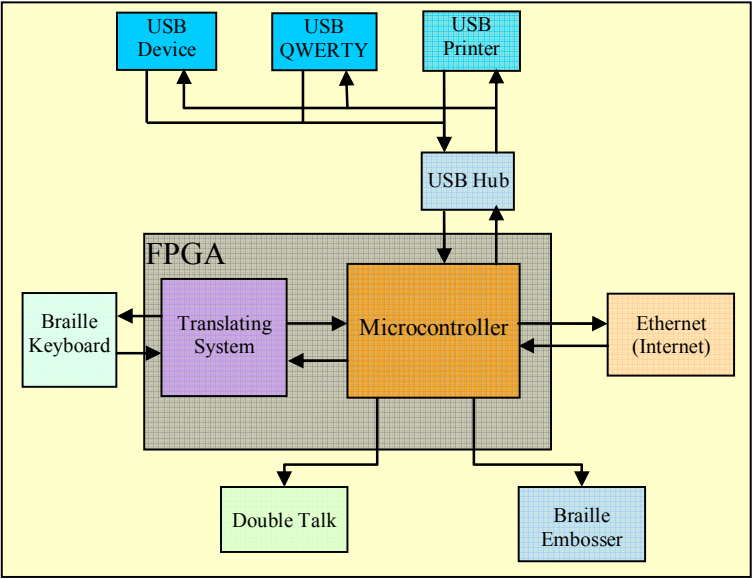 USB
Device
USB
QWERTY
USB
Printer
USB Hub
FPGA
Braille
Keyboard
Translating
System
Microcontroller
Ethernet
(Internet)
Double Talk
Braille
Embosser